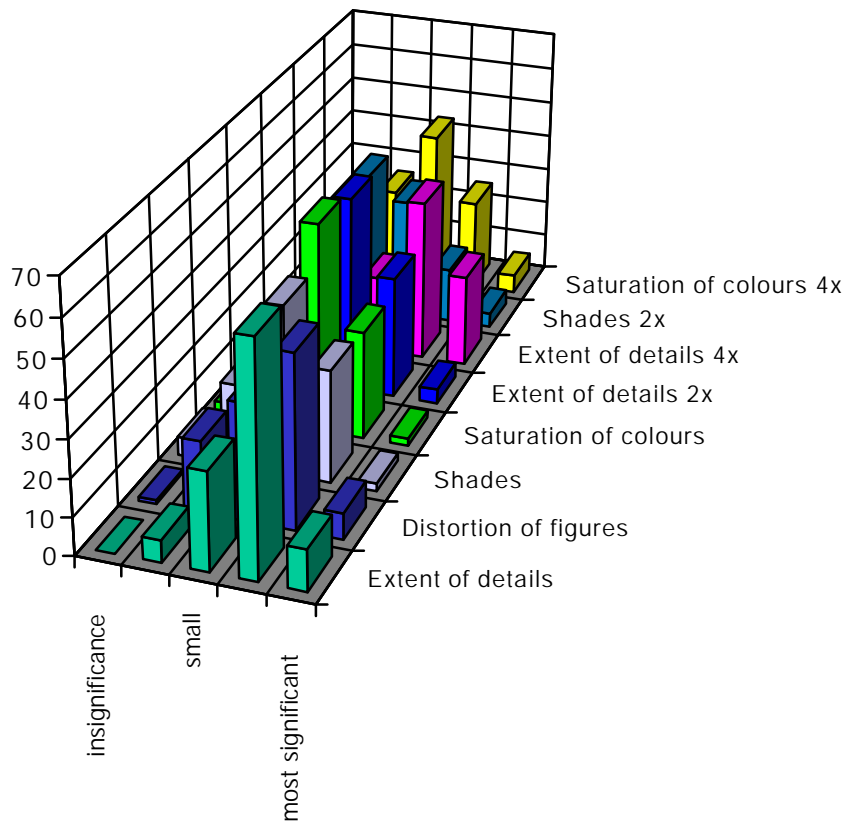 70
60
50
40
30
20
10
0
Saturation of colours 4x
Shades 2x
Extent of details 4x
Extent of details 2x
Saturation of colours
Shades
Distortion of figures
Extent of details
insignificance
small
most significant